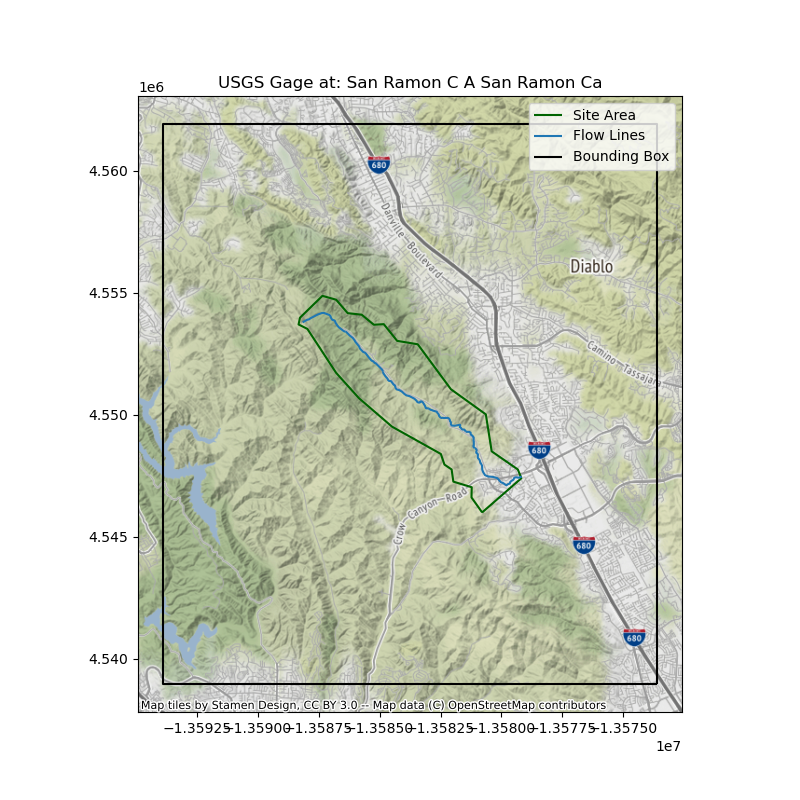 USGS Gage at: San Ramon C A San Ramon Ca
1e6
Site Area
Flow Lines
Bounding Box
4.560
680
Danville Boulevard
Diablo
4.555
Camino Tassajara
4.550
680
Crow Canyon Road
4.545
680
680
4.540
Map tiles by Stamen Design, CC BY 3.0 -- Map data (C) OpenStreetMap contributors
−1.35925 −1.35900 −1.35875 −1.35850 −1.35825 −1.35800 −1.35775 −1.35750
1e7